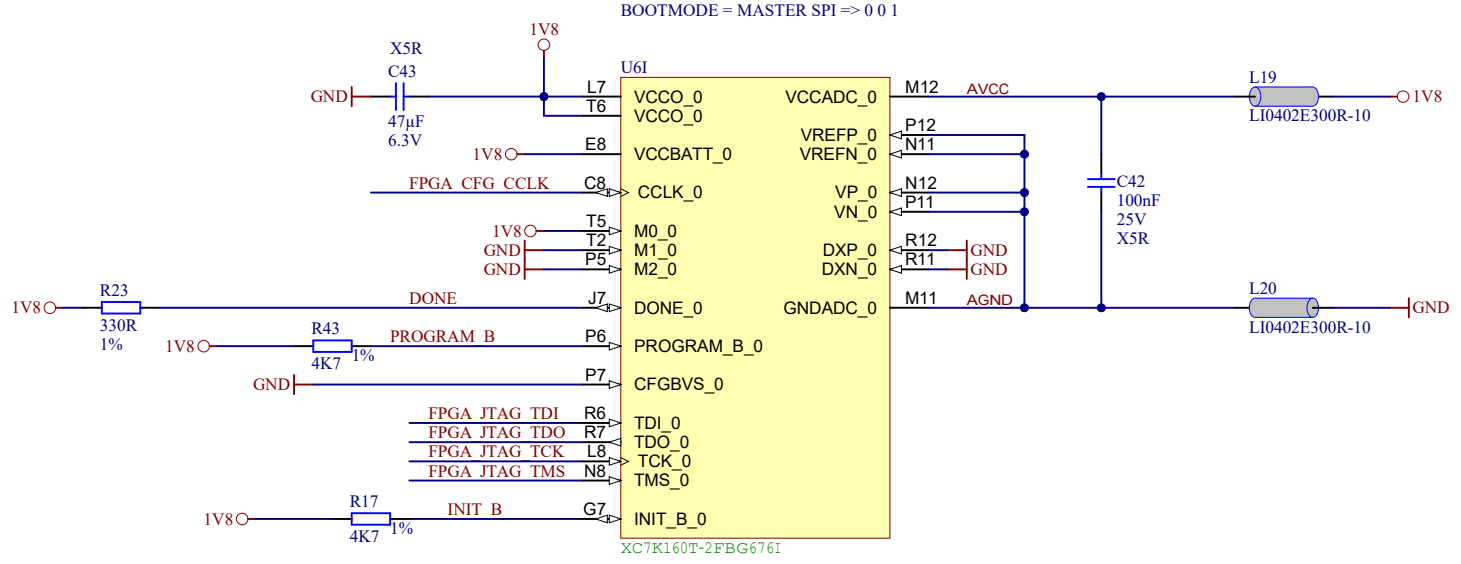 BOOTMODE = MASTER SPI => 0 0 1
1V8
X5R
C43
GND
47µF
6.3V
U6I
L7 VCCO_0
T6 VCCO_0
1V8 E8 VCCBATT_0
FPGA_CFG_CCLK C8 CCLK_0
1V8 T5 M0_0
GND T2 M1_0
GND P5 M2_0
R23
1V8 DONE J7 DONE_0
330R
1%
R43
1V8 PROGRAM_B P6 PROGRAM_B_0
4K7 1%
GND P7 CFGBVS_0
FPGA_JTAG_TDI R6 TDI_0
FPGA_JTAG_TDO R7 TDO_0
FPGA_JTAG_TCK L8 TCK_0
FPGA_JTAG_TMS N8 TMS_0
R17
1V8 INIT_B G7 INIT_B_0
4K7 1%
XC7K160T-2FBG676I
VCCADC_0 M12 AVCC
L19
1V8
LI0402E300R-10
VREFP_0 P12
VREFN_0 N11
VP_0 N12
VN_0 P11
C42
100nF
25V
X5R
DXP_0 R12 GND
DXN_0 R11 GND
GNDADC_0 M11 AGND
L20
GND
LI0402E300R-10